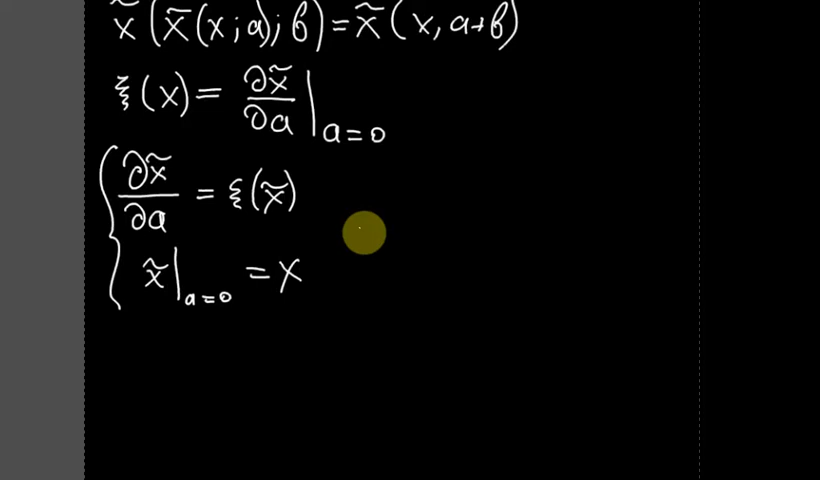 x̃(x̃(x;a);b)=x̃(x,a+b)
ξ(x)=∂x̃/∂a|a=0
∂x̃/∂a=ξ(x̃)
x̃|a=0=x